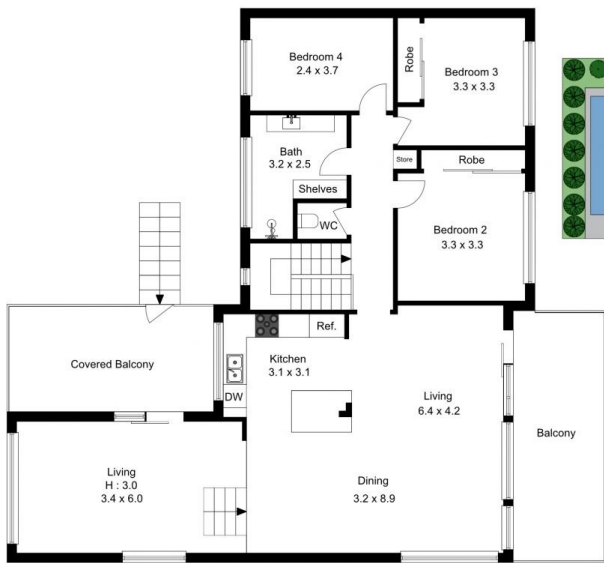 Bedroom 4
2.4 x 3.7
Robe
Bedroom 3
3.3 x 3.3
Bath
3.2 x 2.5
Shelves
WC
Store
Robe
Bedroom 2
3.3 x 3.3
Covered Balcony
Ref.
Kitchen
3.1 x 3.1
DW
Living
6.4 x 4.2
Balcony
Living
H : 3.0
3.4 x 6.0
Dining
3.2 x 8.9